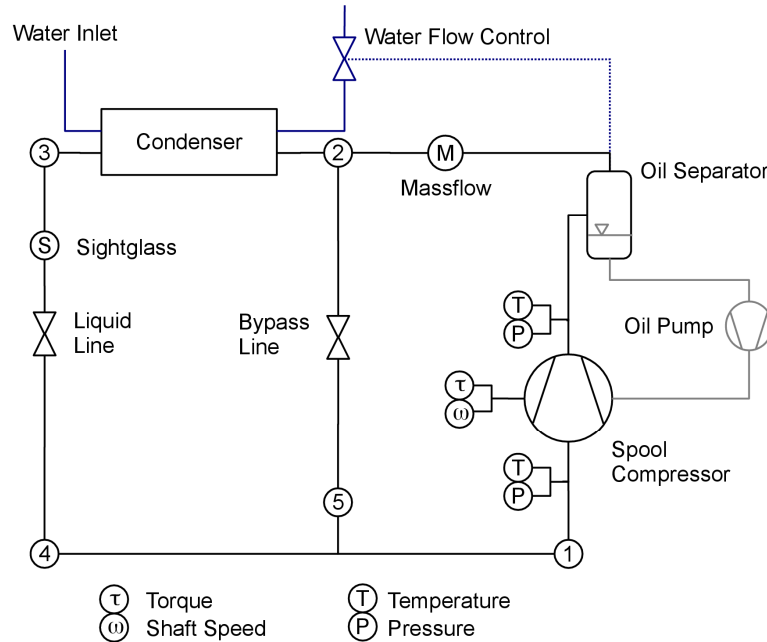 Water Inlet
Water Flow Control
Condenser
3
2
M
Massflow
Oil Separator
S
Sightglass
T
P
Liquid
Line
Bypass
Line
Oil Pump
τ
ω
Spool
Compressor
T
P
5
4
1
τ Torque
ω Shaft Speed
T Temperature
P Pressure